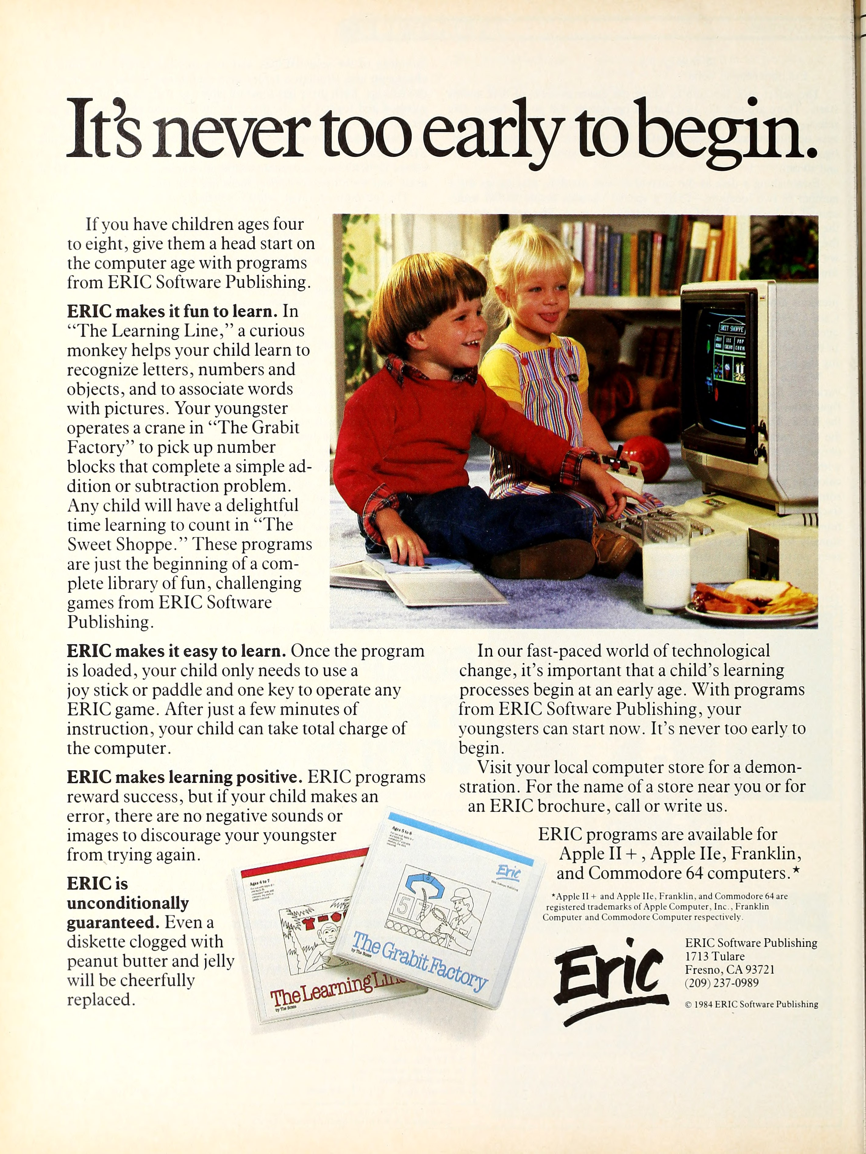 It's never too early to begin.
If you have children ages four
to eight, give them a head start on
the computer age with programs
from ERIC Software Publishing.
ERIC makes it fun to learn. In
“The Learning Line,” a curious
monkey helps your child learn to
recognize letters, numbers and
objects, and to associate words
with pictures. Your youngster
operates a crane in “The Grabit
Factory” to pick up number
blocks that complete a simple ad-
dition or subtraction problem.
Any child will have a delightful
time learning to count in “The
Sweet Shoppe.” These programs
are just the beginning of a com-
plete library of fun, challenging
games from ERIC Software
Publishing.
ERIC makes it easy to learn. Once the program
is loaded, your child only needs to use a
joy stick or paddle and one key to operate any
ERIC game. After just a few minutes of
instruction, your child can take total charge of
the computer.
ERIC makes learning positive. ERIC programs
reward success, but if your child makes an
error, there are no negative sounds or
images to discourage your youngster
from trying again.
ERIC is
unconditionally
guaranteed. Even a
diskette clogged with
peanut butter and jelly
will be cheerfully
replaced.
SHOPPE
In our fast-paced world of technological
change, it's important that a child's learning
processes begin at an early age. With programs
from ERIC Software Publishing, your
youngsters can start now. It's never too early to
begin.
Visit your local computer store for a demon-
stration. For the name of a store near you or for
an ERIC brochure, call or write us.
ERIC programs are available for
Apple II+, Apple IIe, Franklin,
and Commodore 64 computers.*
*Apple II+ and Apple IIe, Franklin, and Commodore 64 are
registered trademarks of Apple Computer, Inc., Franklin
Computer and Commodore Computer respectively.
Ages 4 to 7
The Learning Lin
Ages 5 to 8
Eric
5
The Grabit Factory
Eric
ERIC Software Publishing
1713 Tulare
Fresno, CA 93721
(209) 237-0989
© 1984 ERIC Software Publishing